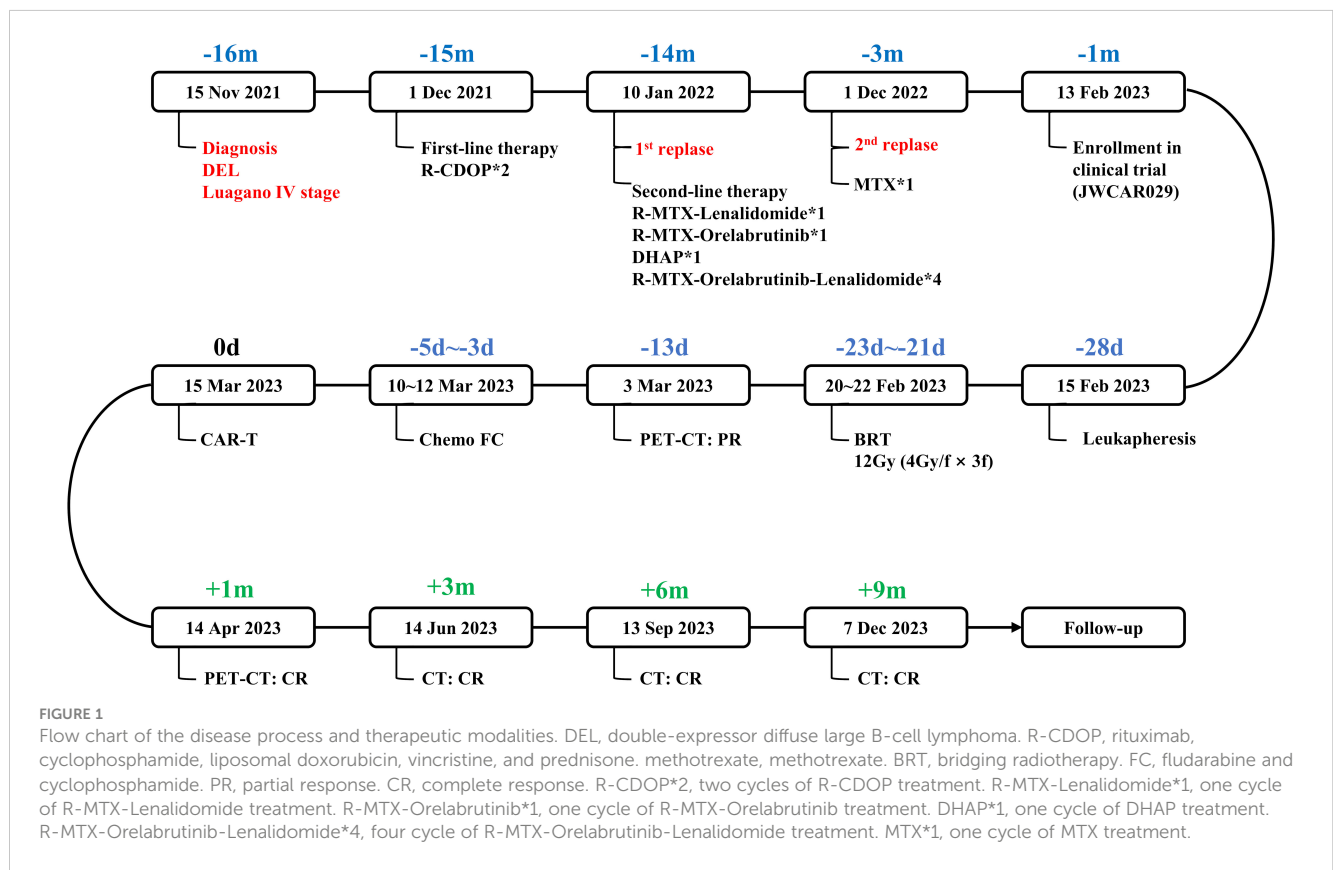 -16m
15 Nov 2021
Diagnosis
DEL
Luagano IV stage
-15m
1 Dec 2021
First-line therapy
R-CDOP*2
-14m
10 Jan 2022
1st replase
Second-line therapy
R-MTX-Lenalidomide*1
R-MTX-Orelabrutinib*1
DHAP*1
R-MTX-Orelabrutinib-Lenalidomide*4
-3m
1 Dec 2022
2nd replase
MTX*1
-1m
13 Feb 2023
Enrollment in
clinical trial
(JWCAR029)
-28d
15 Feb 2023
Leukapheresis
-23d~-21d
20~22 Feb 2023
BRT
12Gy (4Gy/f × 3f)
-13d
3 Mar 2023
PET-CT: PR
-5d~-3d
10~12 Mar 2023
Chemo FC
0d
15 Mar 2023
CAR-T
+1m
14 Apr 2023
PET-CT: CR
+3m
14 Jun 2023
CT: CR
+6m
13 Sep 2023
CT: CR
+9m
7 Dec 2023
CT: CR
Follow-up
FIGURE 1
Flow chart of the disease process and therapeutic modalities. DEL, double-expressor diffuse large B-cell lymphoma. R-CDOP, rituximab,
cyclophosphamide, liposomal doxorubicin, vincristine, and prednisone. methotrexate, methotrexate. BRT, bridging radiotherapy. FC, fludarabine and
cyclophosphamide. PR, partial response. CR, complete response. R-CDOP*2, two cycles of R-CDOP treatment. R-MTX-Lenalidomide*1, one cycle
of R-MTX-Lenalidomide treatment. R-MTX-Orelabrutinib*1, one cycle of R-MTX-Orelabrutinib treatment. DHAP*1, one cycle of DHAP treatment.
R-MTX-Orelabrutinib-Lenalidomide*4, four cycle of R-MTX-Orelabrutinib-Lenalidomide treatment. MTX*1, one cycle of MTX treatment.